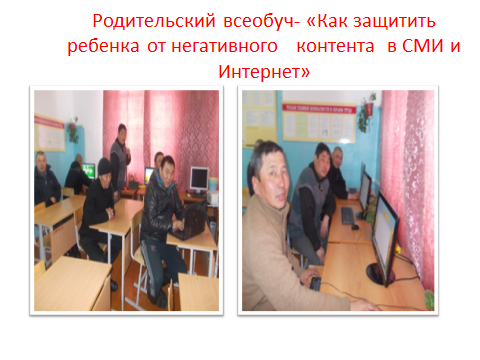 Родительский всеобуч- «Как защитить
ребенка от негативного контента в СМИ и
Интернет»